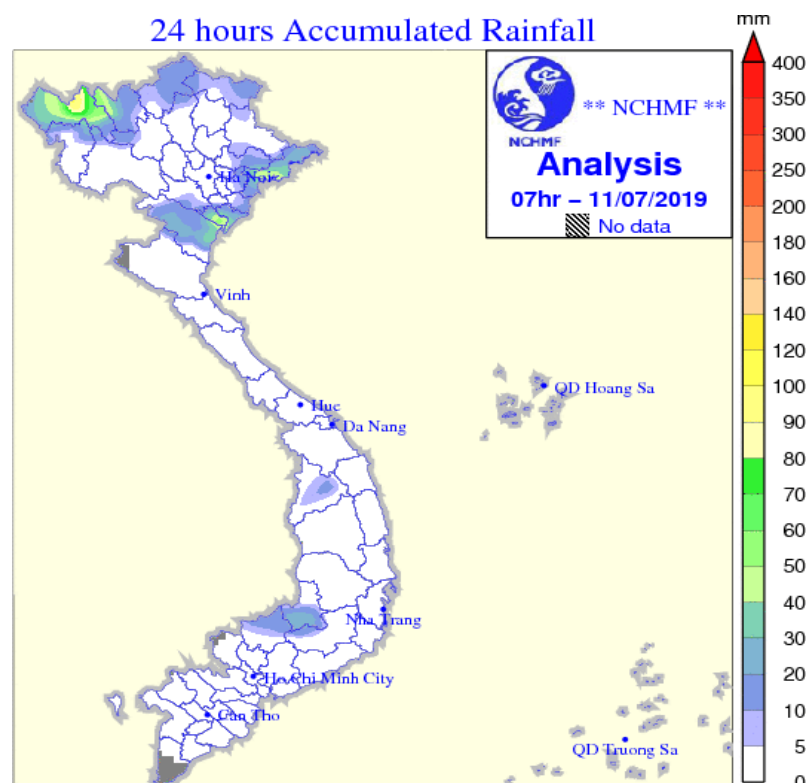 24 hours Accumulated Rainfall
mm
NCHMF
** NCHMF **
Analysis
07hr – 11/07/2019
No data
400
350
300
250
200
180
160
140
120
100
80
70
60
50
40
30
20
10
5
0
Ha Noi
Vinh
QD Hoang Sa
Hue
Da Nang
Nha Trang
Ho Chi Minh City
Can Tho
QD Truong Sa